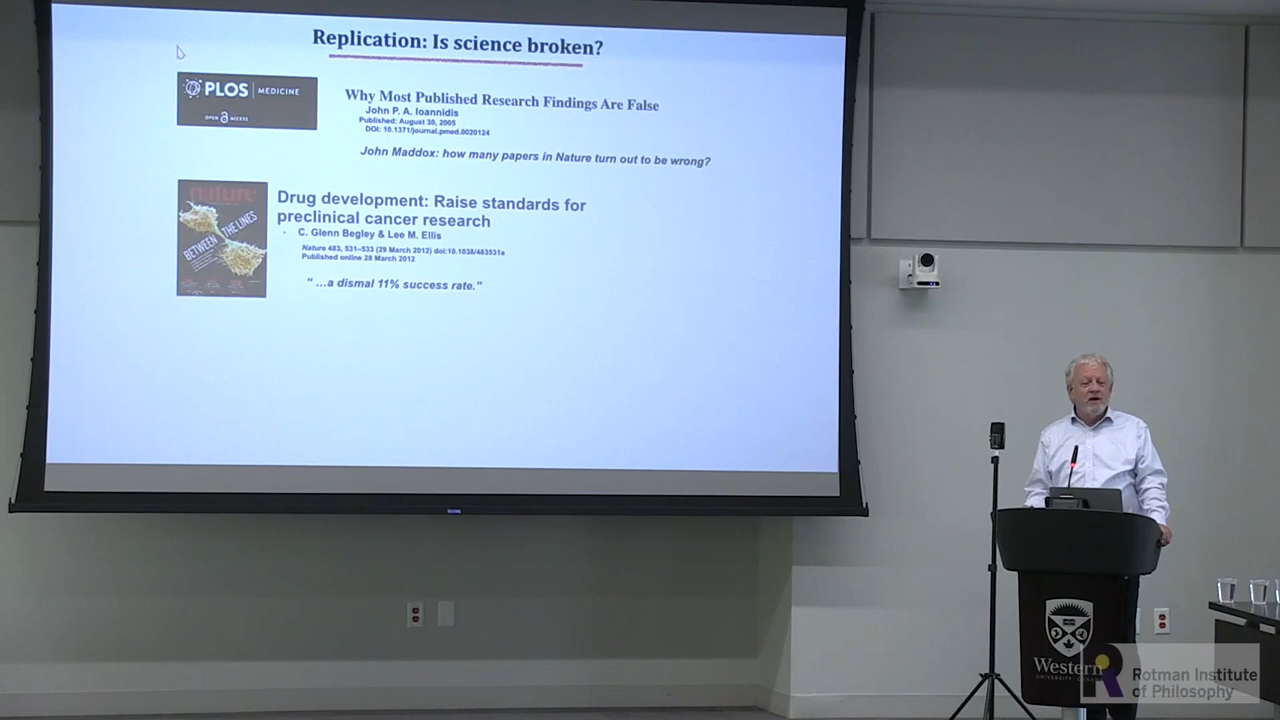 Replication: Is science broken?
PLOS MEDICINE
OPEN ACCESS
Why Most Published Research Findings Are False
John P. A. Ioannidis
Published: August 30, 2005
DOI: 10.1371/journal.pmed.0020124
John Maddox: how many papers in Nature turn out to be wrong?
nature
BETWEEN THE LINES
Drug development: Raise standards for
preclinical cancer research
C. Glenn Begley & Lee M. Ellis
Nature 483, 531–533 (29 March 2012) doi:10.1038/483531a
Published online 28 March 2012
“ ...a dismal 11% success rate.”
Western
Rotman Institute
of Philosophy